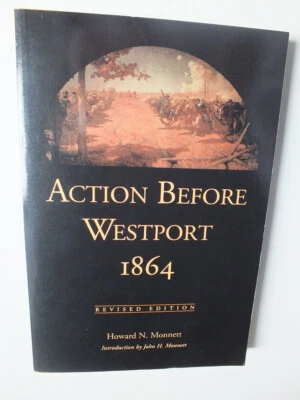 ACTION BEFORE
WESTPORT
1864
REVISED EDITION
Howard N. Monnett
Introduction by John H. Monnett